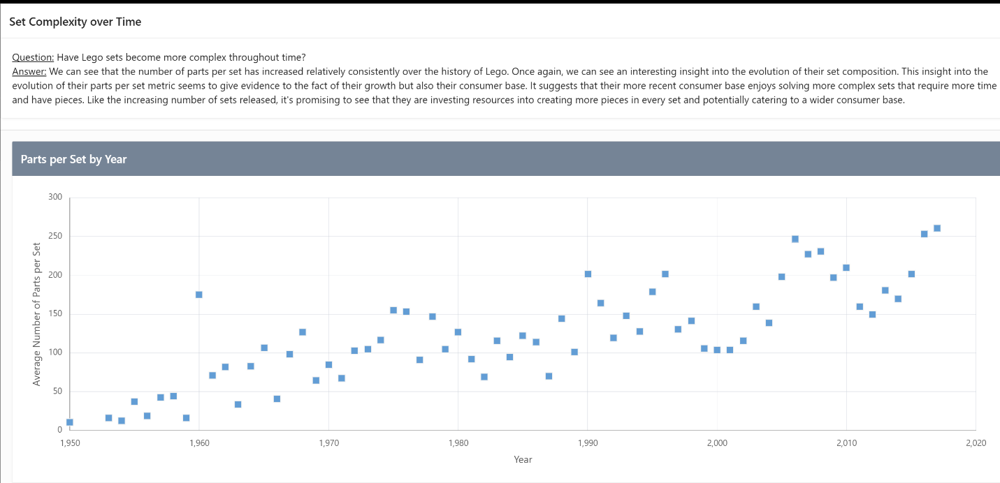 Set Complexity over Time
Question: Have Lego sets become more complex throughout time?
Answer: We can see that the number of parts per set has increased relatively consistently over the history of Lego. Once again, we can see an interesting insight into the evolution of their set composition. This insight into the
evolution of their parts per set metric seems to give evidence to the fact of their growth but also their consumer base. It suggests that their more recent consumer base enjoys solving more complex sets that require more time
and have pieces. Like the increasing number of sets released, it's promising to see that they are investing resources into creating more pieces in every set and potentially catering to a wider consumer base.
Parts per Set by Year
300
250
200
150
100
50
0
Average Number of Parts per Set
1,950 1,960 1,970 1,980 1,990 2,000 2,010 2,020
Year